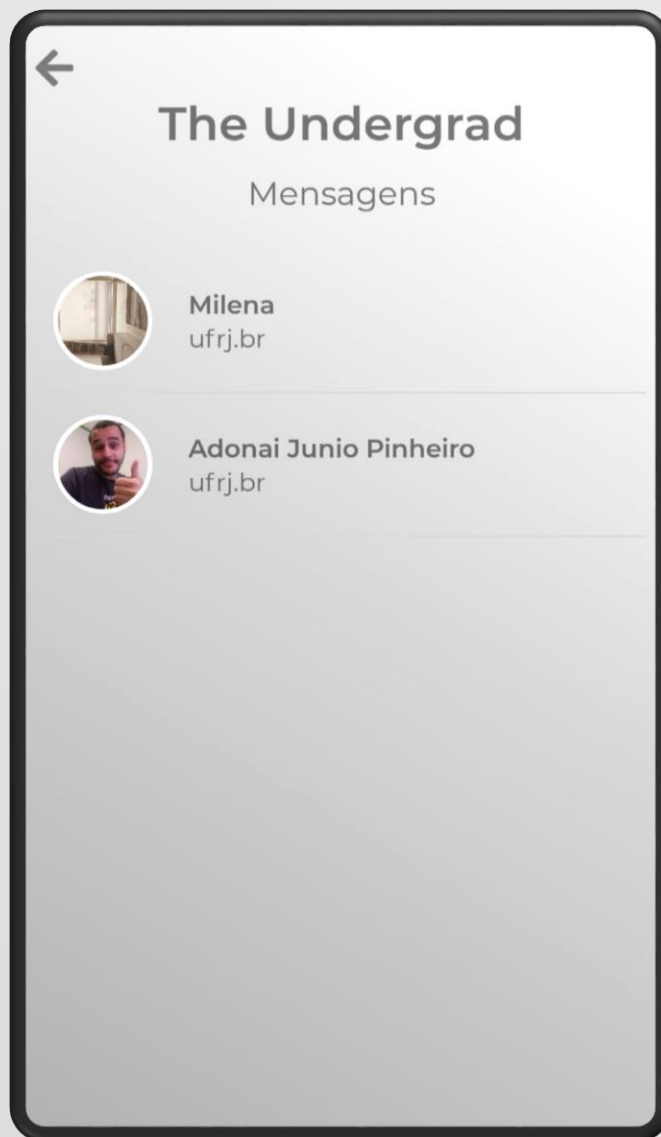 The Undergrad
Mensagens
Milena
ufrj.br
Adonai Junio Pinheiro
ufrj.br